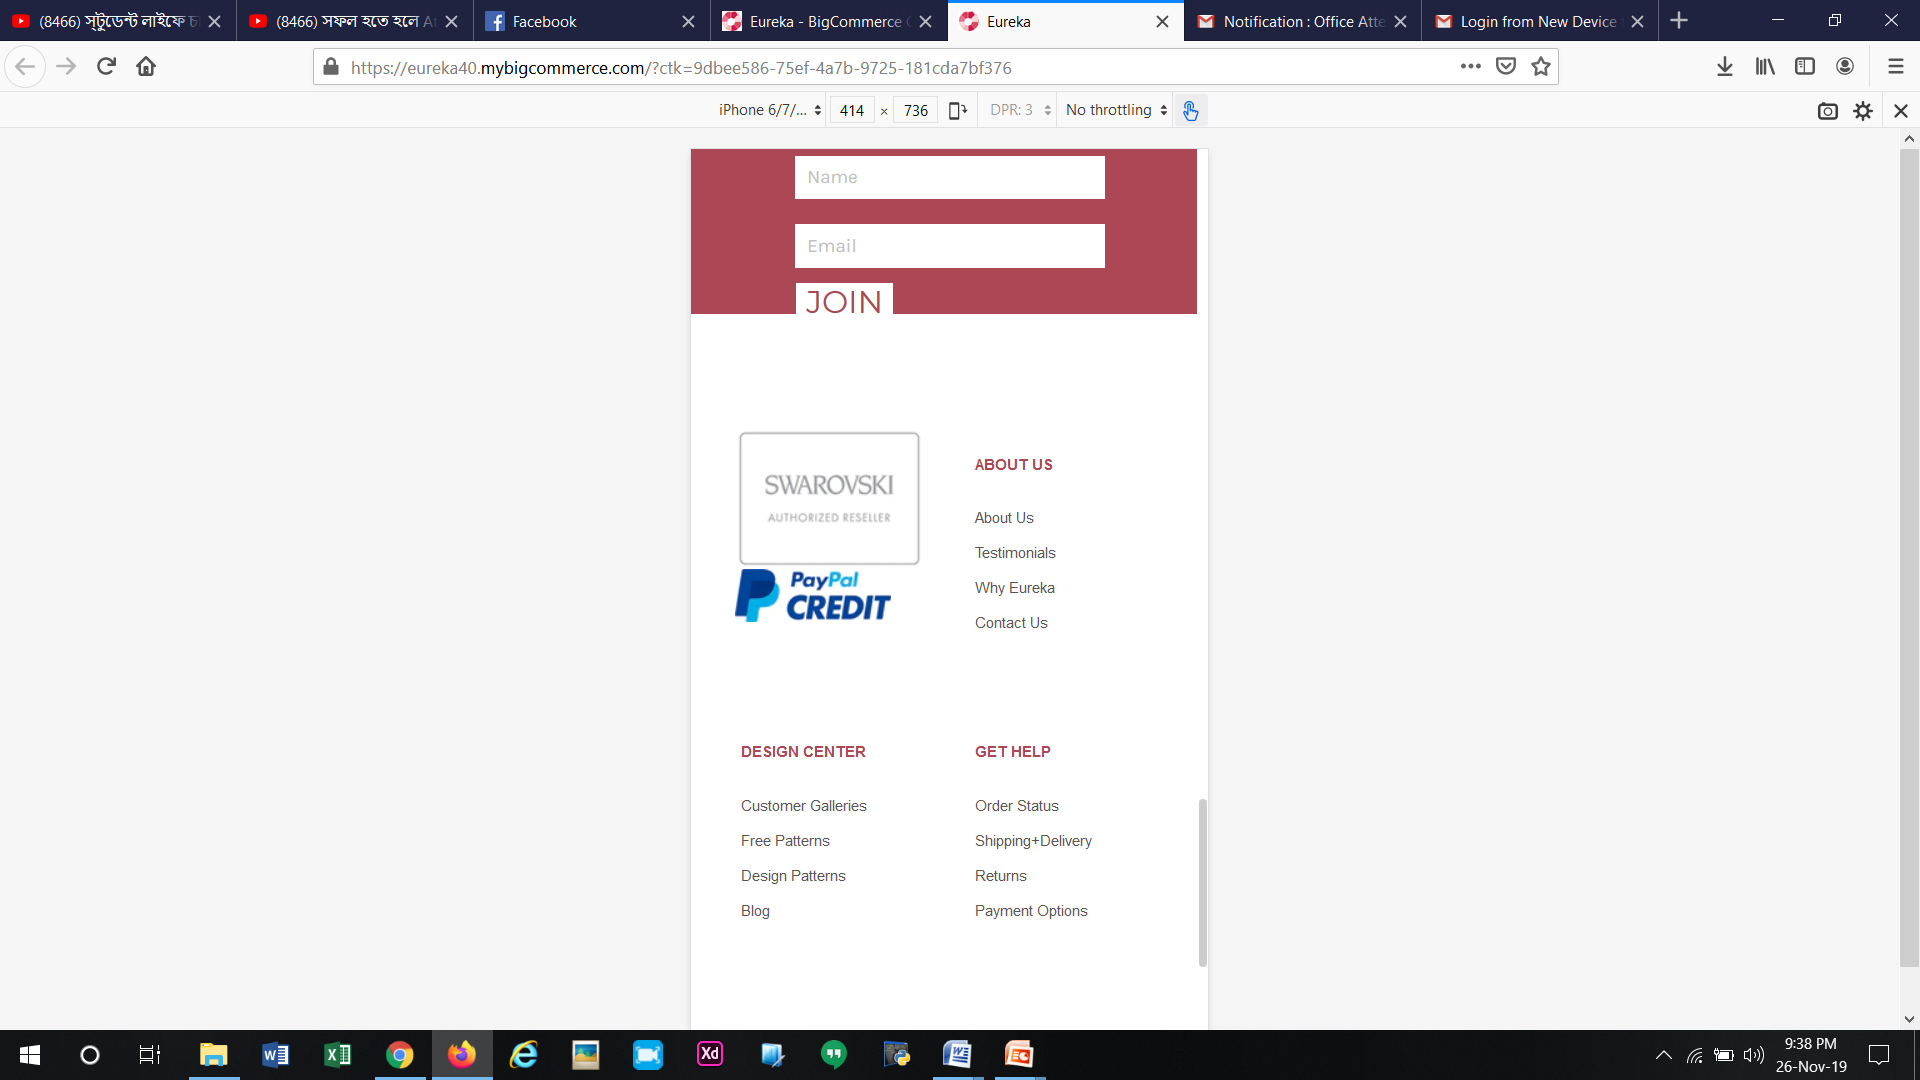 (8466) স্টুডেন্ট লাইফে
(8466) সফল হতে হলে
Facebook
Eureka - BigCommerce
Eureka
Notification : Office Atte
Login from New Device
https://eureka40.mybigcommerce.com/?ctk=9dbee586-75ef-4a7b-9725-181cda7bf376
iPhone 6/7/... 414 × 736 DPR: 3 No throttling
Name
Email
JOIN
SWAROVSKI
AUTHORIZED RESELLER
PayPal
CREDIT
ABOUT US
About Us
Testimonials
Why Eureka
Contact Us
DESIGN CENTER
Customer Galleries
Free Patterns
Design Patterns
Blog
GET HELP
Order Status
Shipping+Delivery
Returns
Payment Options
Xd
9:38 PM
26-Nov-19